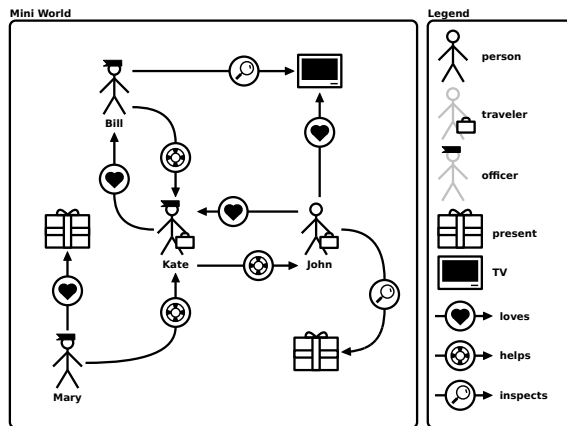 Mini World
Bill
Kate
John
Mary
Legend
person
traveler
officer
present
TV
loves
helps
inspects